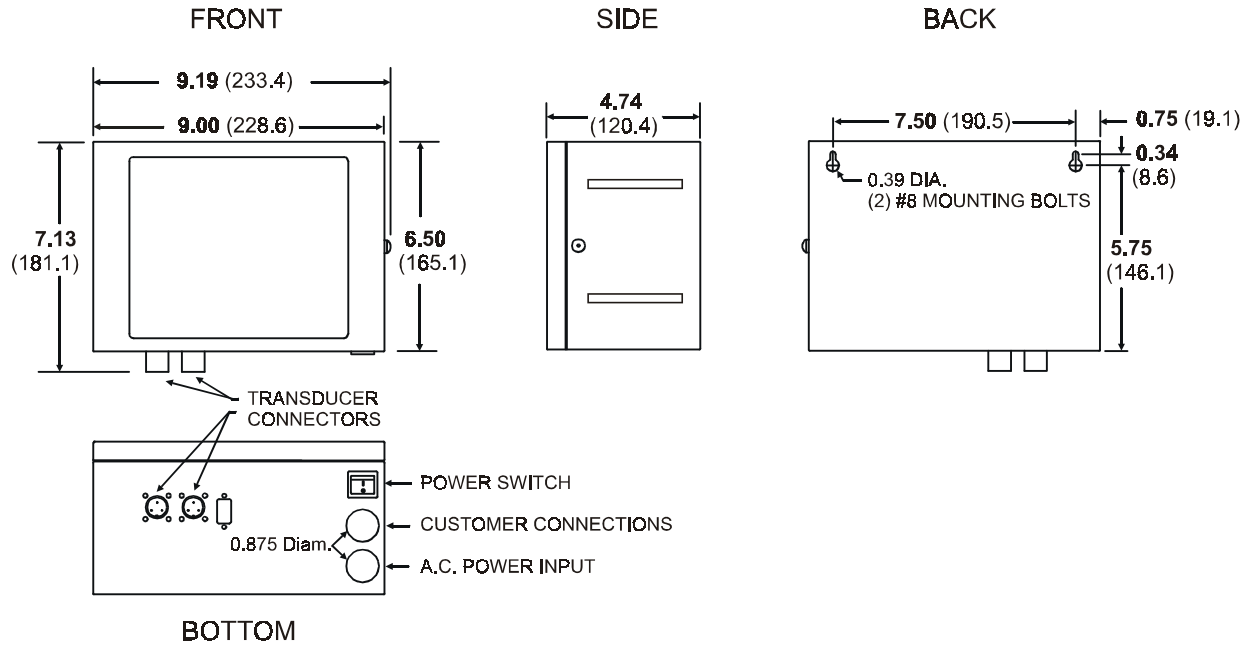 FRONT
SIDE
BACK
9.19 (233.4)
9.00 (228.6)
7.13
(181.1)
6.50
(165.1)
4.74
(120.4)
7.50 (190.5)
0.75 (19.1)
0.34
(8.6)
0.39 DIA.
(2) #8 MOUNTING BOLTS
5.75
(146.1)
TRANSDUCER
CONNECTORS
POWER SWITCH
CUSTOMER CONNECTIONS
0.875 Diam.
A.C. POWER INPUT
BOTTOM